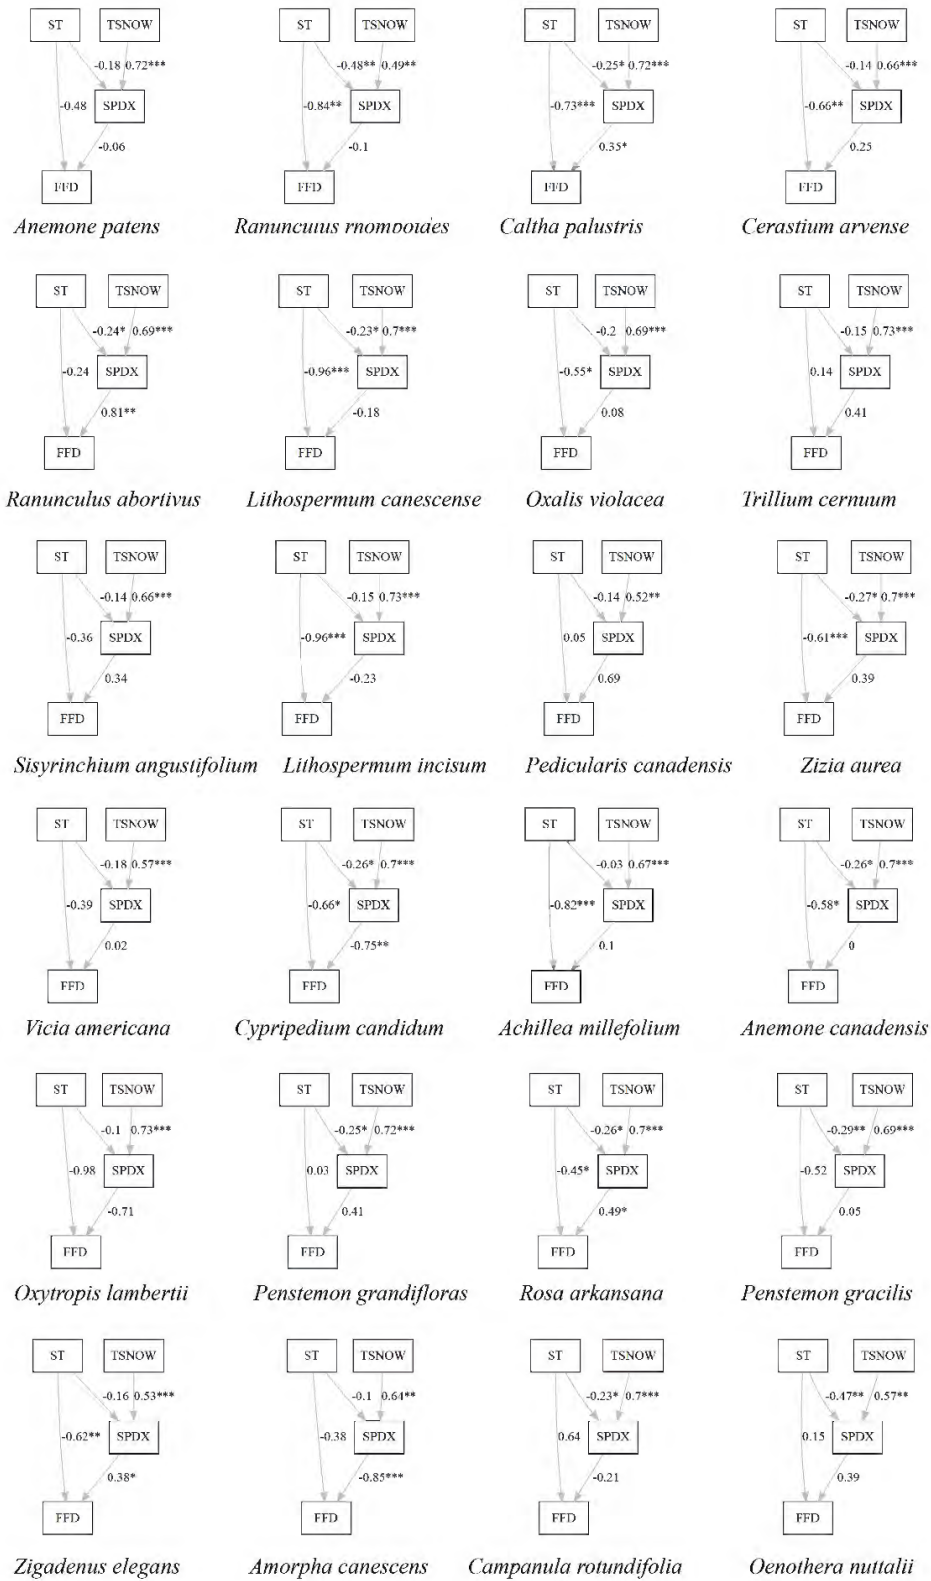 ST TSNOW ST TSNOW ST TSNOW ST TSNOW
-0.18 0.72*** -0.48** 0.49** -0.25* 0.72*** -0.14 0.66***
-0.48 SPDX -0.84** SPDX -0.73*** SPDX -0.66** SPDX
-0.06 -0.1 0.35* 0.25
FFD FFD FFD FFD
Anemone patens Ranunculus rhomboides Caltha palustris Cerastium arvense
ST TSNOW ST TSNOW ST TSNOW ST TSNOW
-0.24* 0.69*** -0.23* 0.7*** -0.2 0.69*** -0.15 0.73***
-0.24 SPDX -0.96*** SPDX -0.55* SPDX 0.14 SPDX
0.81** -0.18 0.08 0.41
FFD FFD FFD FFD
Ranunculus abortivus Lithospermum canescense Oxalis violacea Trillium cernuum
ST TSNOW ST TSNOW ST TSNOW ST TSNOW
-0.14 0.66*** -0.15 0.73*** -0.14 0.52** -0.27* 0.7***
-0.36 SPDX -0.96*** SPDX 0.05 SPDX -0.61*** SPDX
0.34 -0.23 0.69 0.39
FFD FFD FFD FFD
Sisyrinchium angustifolium Lithospermum incisum Pedicularis canadensis Zizia aurea
ST TSNOW ST TSNOW ST TSNOW ST TSNOW
-0.18 0.57*** -0.26* 0.7*** -0.03 0.67*** -0.26* 0.7***
-0.39 SPDX -0.66* SPDX -0.82*** SPDX -0.58* SPDX
0.02 -0.75** 0.1 0
FFD FFD FFD FFD
Vicia americana Cypripedium candidum Achillea millefolium Anemone canadensis
ST TSNOW ST TSNOW ST TSNOW ST TSNOW
-0.1 0.73*** -0.25* 0.72*** -0.26* 0.7*** -0.29** 0.69***
-0.98 SPDX 0.03 SPDX -0.45* SPDX -0.52 SPDX
-0.71 0.41 0.49* 0.05
FFD FFD FFD FFD
Oxytropis lambertii Penstemon grandifloras Rosa arkansana Penstemon gracilis
ST TSNOW ST TSNOW ST TSNOW ST TSNOW
-0.16 0.53*** -0.1 0.64** -0.23* 0.7*** -0.47** 0.57**
-0.62** SPDX -0.38 SPDX 0.64 SPDX 0.15 SPDX
0.38* -0.85*** -0.21 0.39
FFD FFD FFD FFD
Zigadenus elegans Amorpha canescens Campanula rotundifolia Oenothera nuttalii